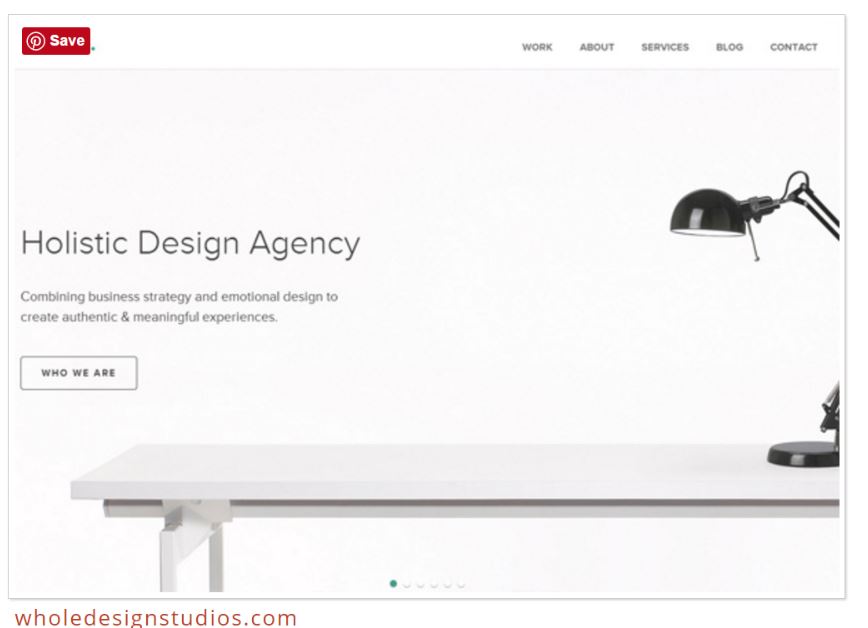 Save
WORK ABOUT SERVICES BLOG CONTACT
Holistic Design Agency
Combining business strategy and emotional design to
create authentic & meaningful experiences.
WHO WE ARE
wholedesignstudios.com